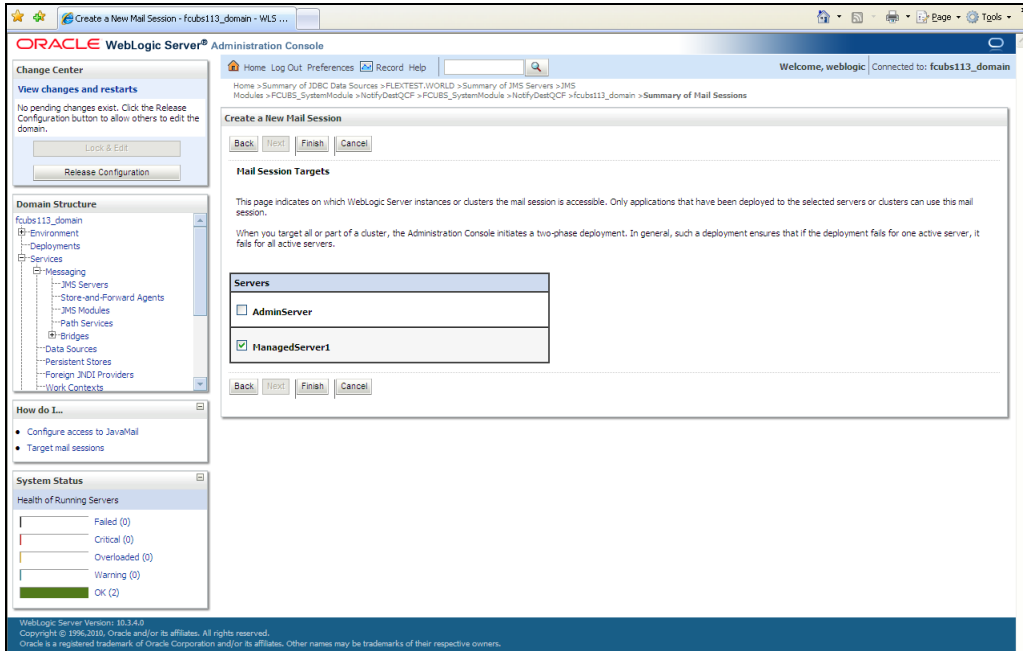 Create a New Mail Session - fcubs113_domain - WLS ...
Page
Tools
ORACLE WebLogic Server® Administration Console
Change Center
View changes and restarts
No pending changes exist. Click the Release
Configuration button to allow others to edit the
domain.
Lock & Edit
Release Configuration
Domain Structure
fcubs113_domain
Environment
Deployments
Services
Messaging
JMS Servers
Store-and-Forward Agents
JMS Modules
Path Services
Bridges
Data Sources
Persistent Stores
Foreign JNDI Providers
Work Contexts
How do I...
Configure access to JavaMail
Target mail sessions
System Status
Health of Running Servers
Failed (0)
Critical (0)
Overloaded (0)
Warning (0)
OK (2)
Home Log Out Preferences Record Help
Welcome, weblogic Connected to: fcubs113_domain
Home >Summary of JDBC Data Sources >FLEXTEST.WORLD >Summary of JMS Servers >JMS
Modules >FCUBS_SystemModule >NotifyDestQCF >FCUBS_SystemModule >NotifyDestQCF >fcubs113_domain >Summary of Mail Sessions
Create a New Mail Session
Back Next Finish Cancel
Mail Session Targets
This page indicates on which WebLogic Server instances or clusters the mail session is accessible. Only applications that have been deployed to the selected servers or clusters can use this mail
session.
When you target all or part of a cluster, the Administration Console initiates a two-phase deployment. In general, such a deployment ensures that if the deployment fails for one active server, it
fails for all active servers.
Servers
AdminServer
ManagedServer1
Back Next Finish Cancel
WebLogic Server Version: 10.3.4.0
Copyright © 1996,2010, Oracle and/or its affiliates. All rights reserved.
Oracle is a registered trademark of Oracle Corporation and/or its affiliates. Other names may be trademarks of their respective owners.